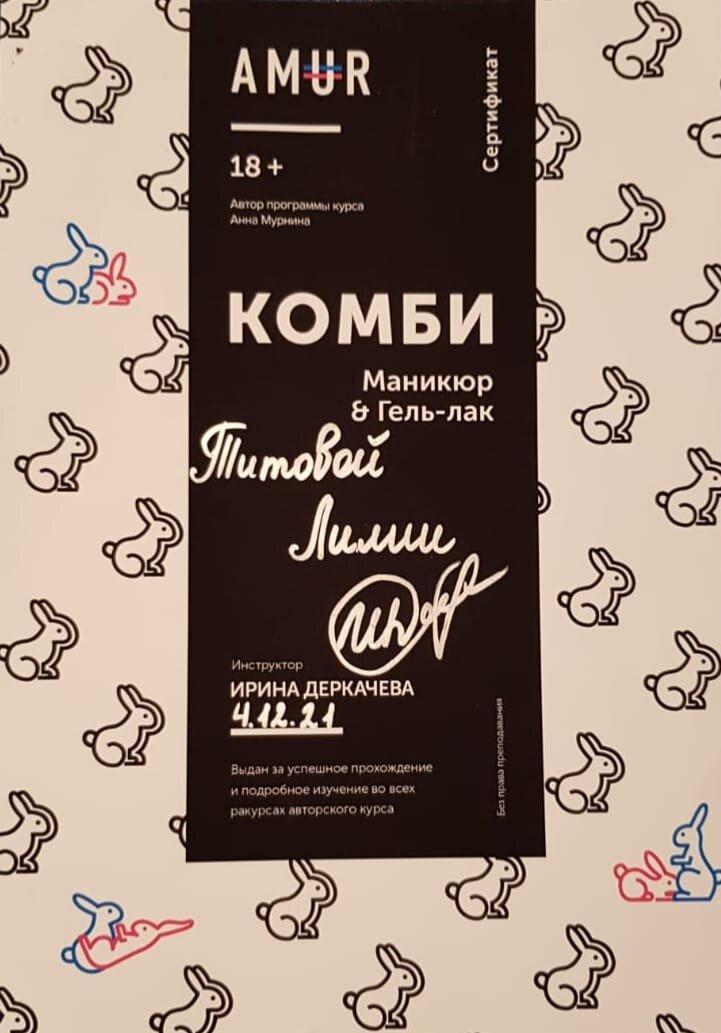 AMUR
Сертификат
18 +
Автор программы курса
Анна Мурнина
КОМБИ
Маникюр
& Гель-лак
Титовой
Лилии
Инструктор
ИРИНА ДЕРКАЧЕВА
4.12.21
Выдан за успешное прохождение
и подробное изучение во всех
ракурсах авторского курса
Без права преподавания